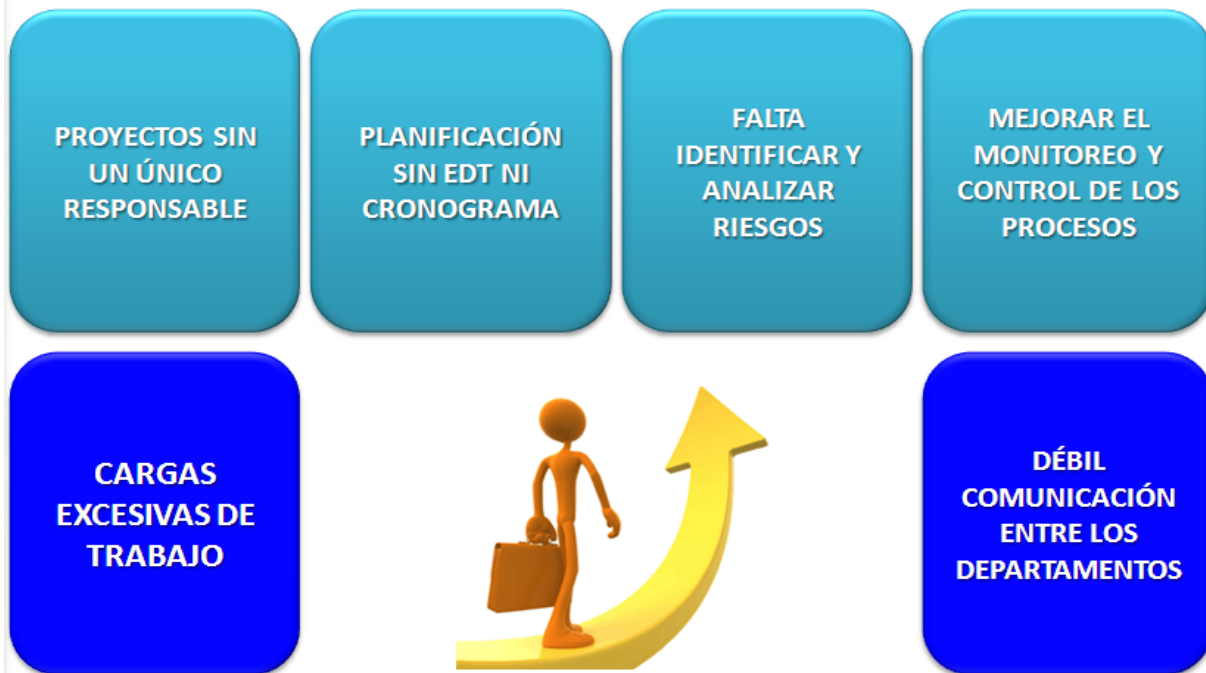 PROYECTOS SIN
UN ÚNICO
RESPONSABLE
PLANIFICACIÓN
SIN EDT NI
CRONOGRAMA
FALTA
IDENTIFICAR Y
ANALIZAR
RIESGOS
MEJORAR EL
MONITOREO Y
CONTROL DE LOS
PROCESOS
CARGAS
EXCESIVAS DE
TRABAJO
DÉBIL
COMUNICACIÓN
ENTRE LOS
DEPARTAMENTOS